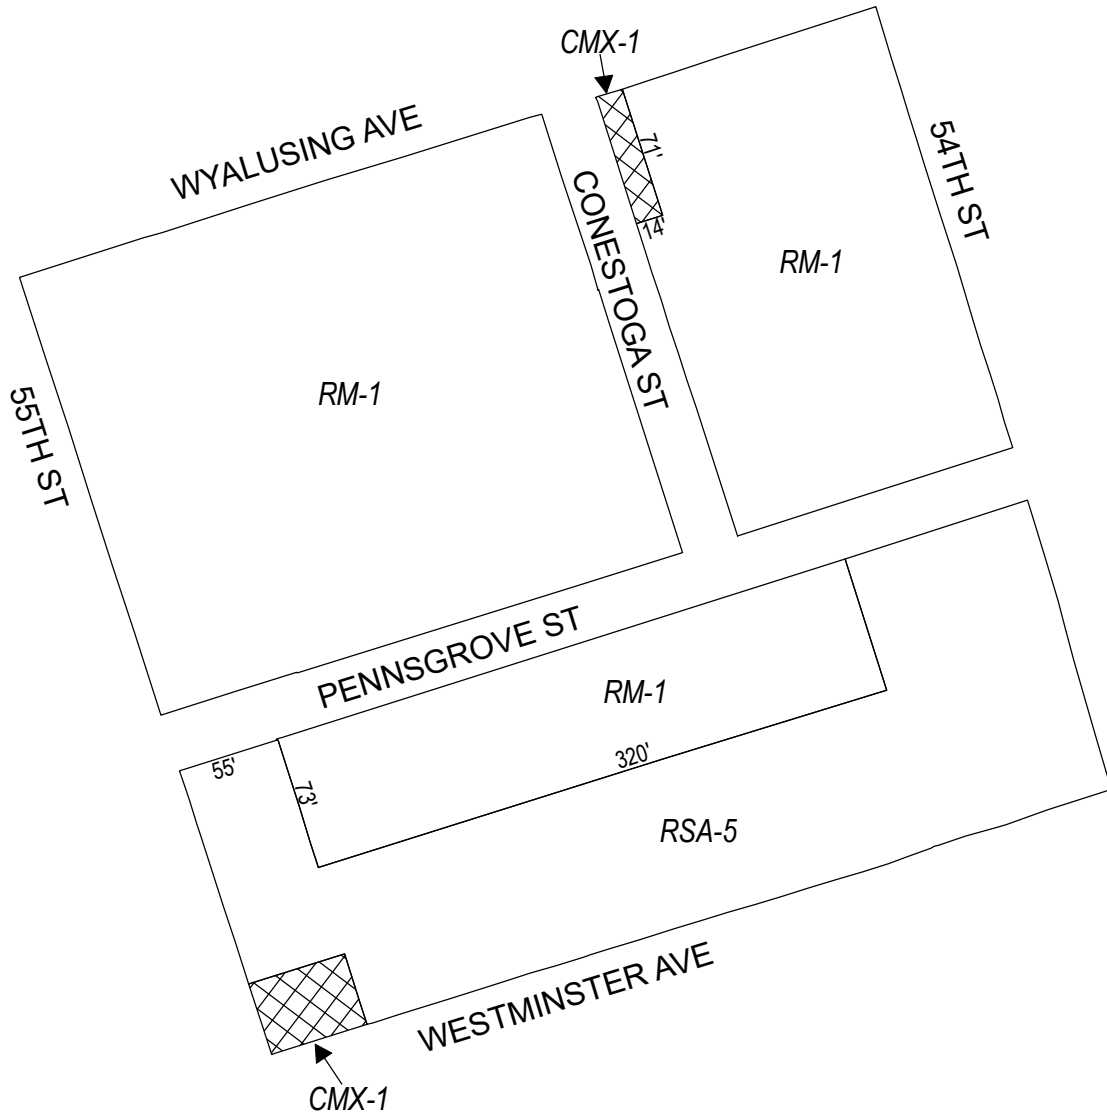 CMX-1
WYALUSING AVE
71'
54TH ST
CONESTOGA ST
14'
RM-1
RM-1
55TH ST
PENNSGROVE ST
RM-1
55'
73'
320'
RSA-5
WESTMINSTER AVE
CMX-1